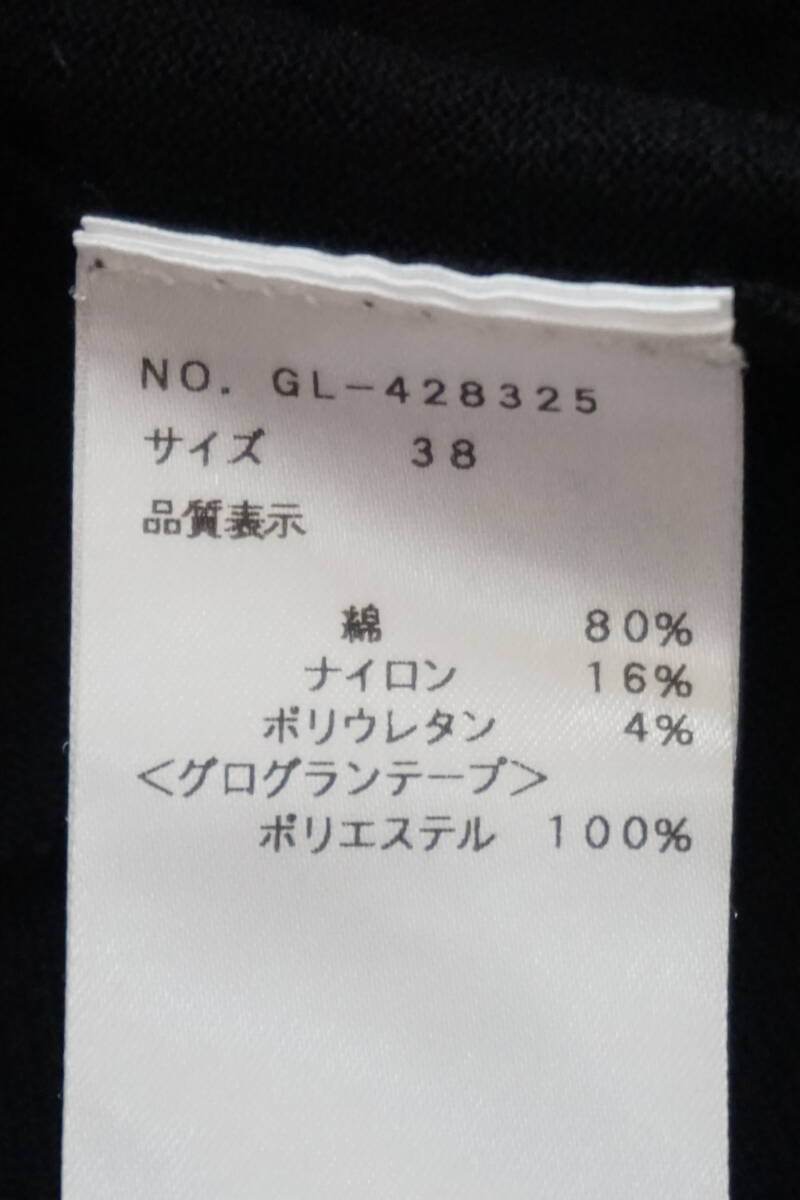 NO. GL-428325
サイズ 38
品質表示
綿 80%
ナイロン 16%
ポリウレタン 4%
<グログランテープ>
ポリエステル 100%